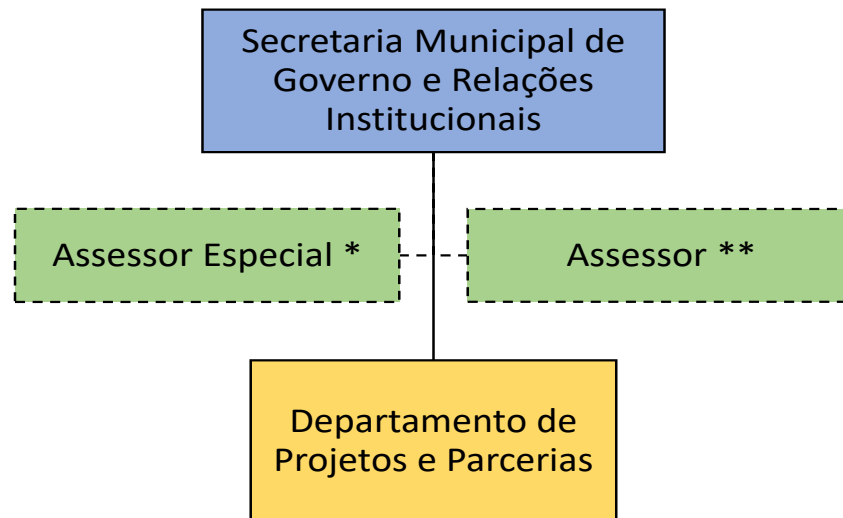 Secretaria Municipal de
Governo e Relações
Institucionais
Assessor Especial *
Assessor **
Departamento de
Projetos e Parcerias